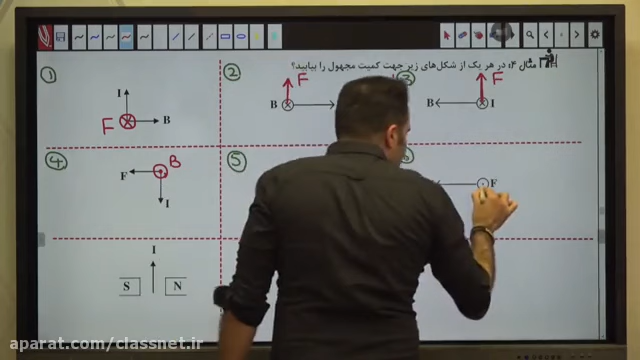 مثال ۴: در هر یک از شکل‌های زیر جهت کمیت مجهول را بیابید؟
① I F B
② F B
③ F B I
④ B F I
⑤
F
I S N
aparat.com/classnet.ir